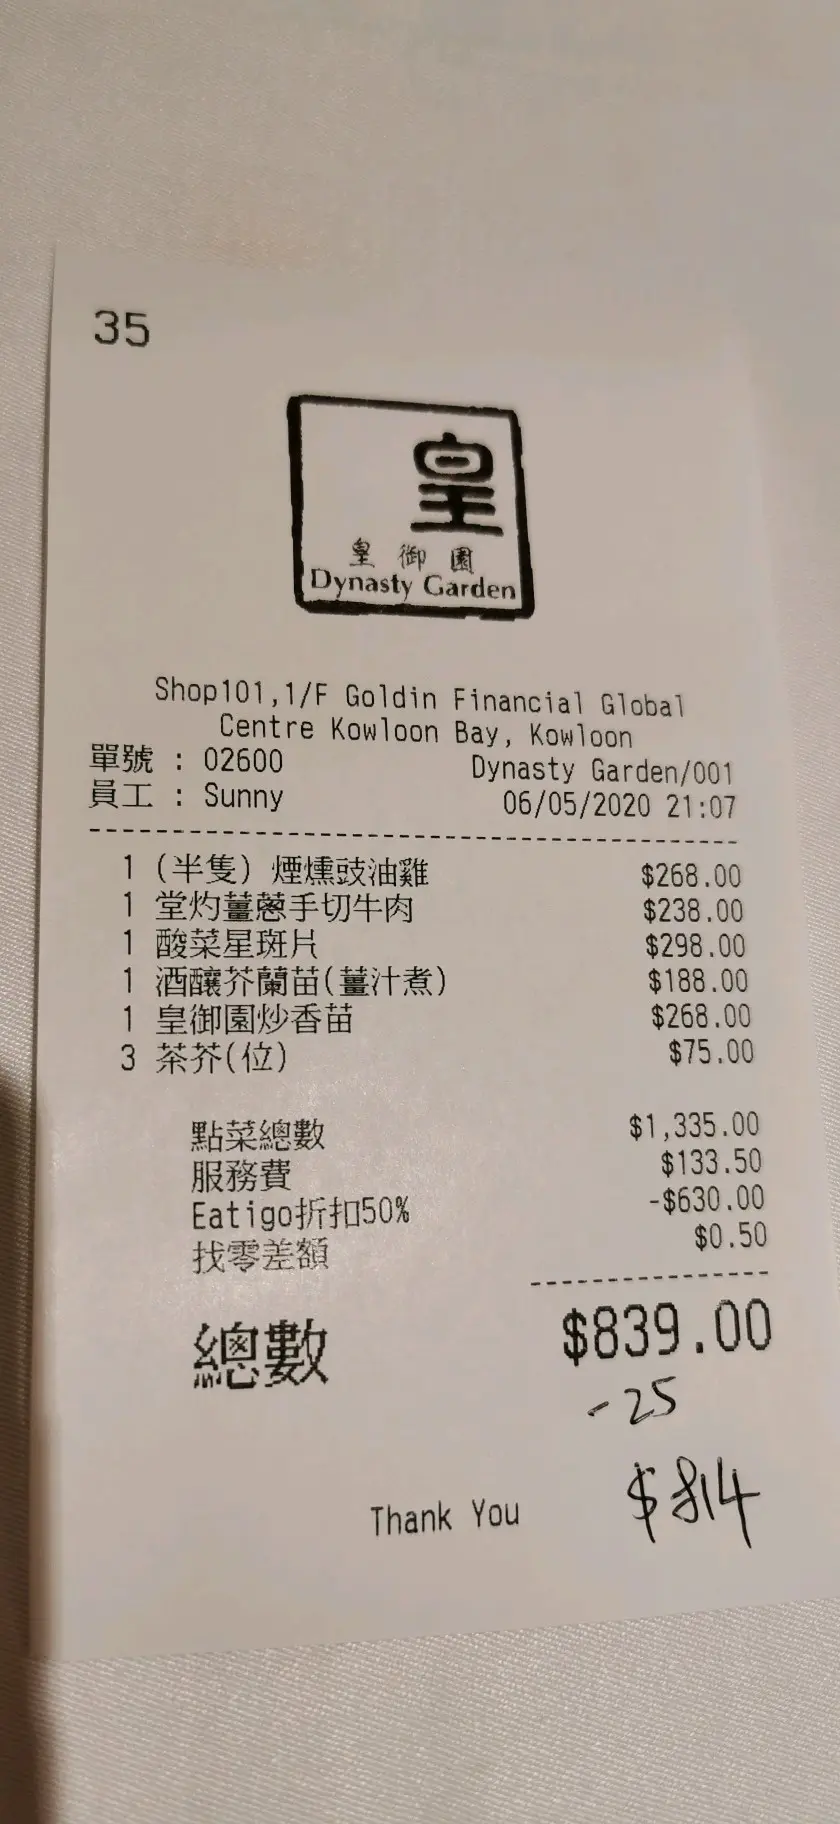 35
皇
皇御園
Dynasty Garden
Shop101,1/F Goldin Financial Global
Centre Kowloon Bay, Kowloon
單號 : 02600 Dynasty Garden/001
員工 : Sunny 06/05/2020 21:07
1 (半隻) 煙燻豉油雞 $268.00
1 堂灼薑蔥手切牛肉 $238.00
1 酸菜星斑片 $298.00
1 酒釀芥蘭苗(薑汁煮) $188.00
1 皇御園炒香苗 $268.00
3 茶芥(位) $75.00
點菜總數 $1,335.00
服務費 $133.50
Eatigo折扣50% -$630.00
找零差額 $0.50
總數 $839.00
-25
$814
Thank You